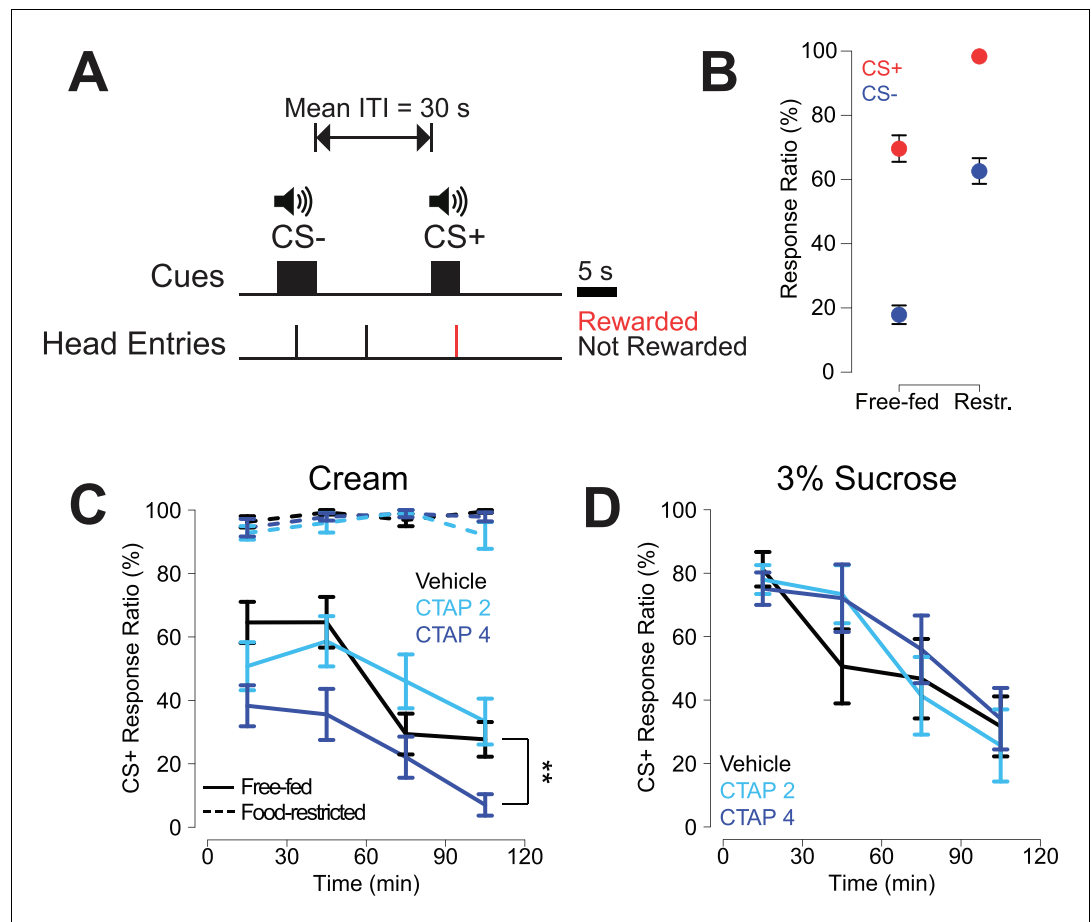 A
Mean ITI = 30 s
CS-
CS+
Cues
5 s
Rewarded
Not Rewarded
Head Entries
B
100
80
60
40
20
0
Response Ratio (%)
CS+
CS-
Free-fed
Restr.
C
Cream
100
80
60
40
20
0
CS+ Response Ratio (%)
Vehicle
CTAP 2
CTAP 4
**
Free-fed
Food-restricted
0
30
60
90
120
Time (min)
D
3% Sucrose
100
80
60
40
20
0
CS+ Response Ratio (%)
Vehicle
CTAP 2
CTAP 4
0
30
60
90
120
Time (min)